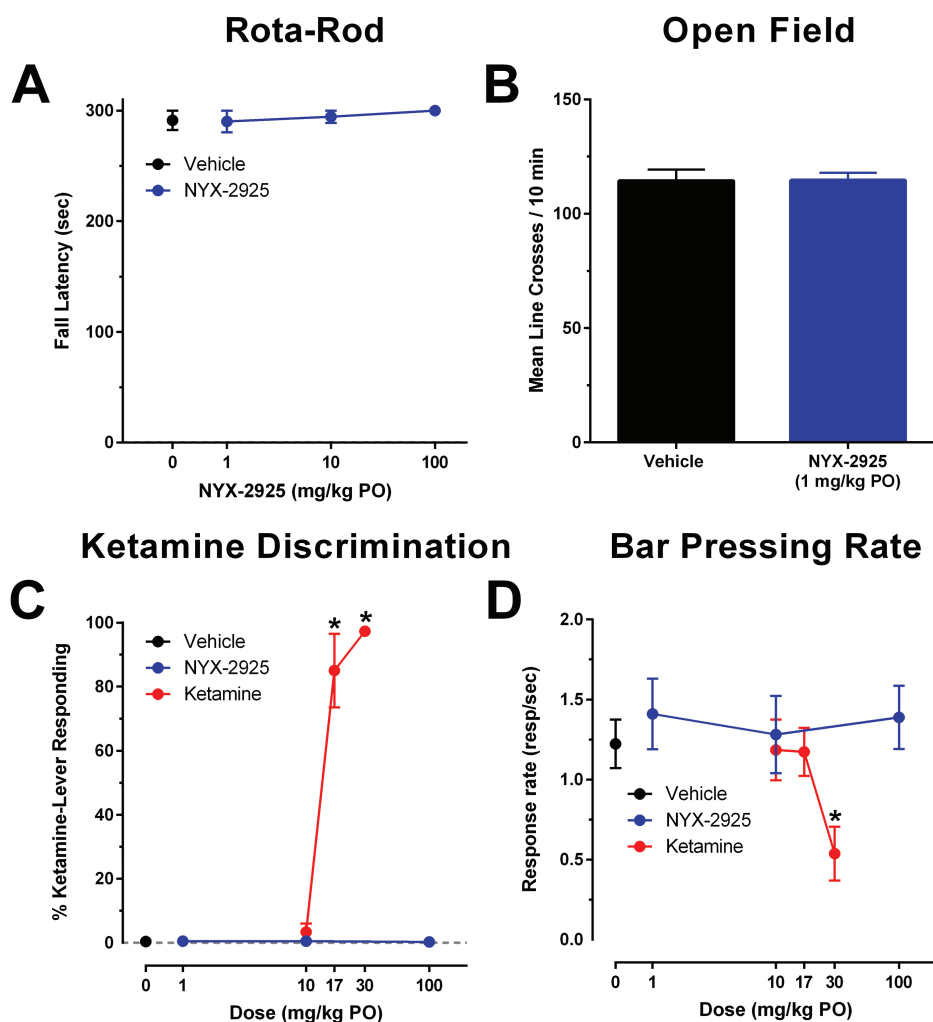 Rota-Rod
A
Fall Latency (sec)
300
200
100
0
Vehicle
NYX-2925
0 1 10 100
NYX-2925 (mg/kg PO)
Open Field
B
Mean Line Crosses / 10 min
150
100
50
0
Vehicle
NYX-2925
(1 mg/kg PO)
Ketamine Discrimination
C
% Ketamine-Lever Responding
100
80
60
40
20
0
Vehicle
NYX-2925
Ketamine
* *
0 1 10 17 30 100
Dose (mg/kg PO)
Bar Pressing Rate
D
Response rate (resp/sec)
2.0
1.5
1.0
0.5
0.0
Vehicle
NYX-2925
Ketamine
*
0 1 10 17 30 100
Dose (mg/kg PO)